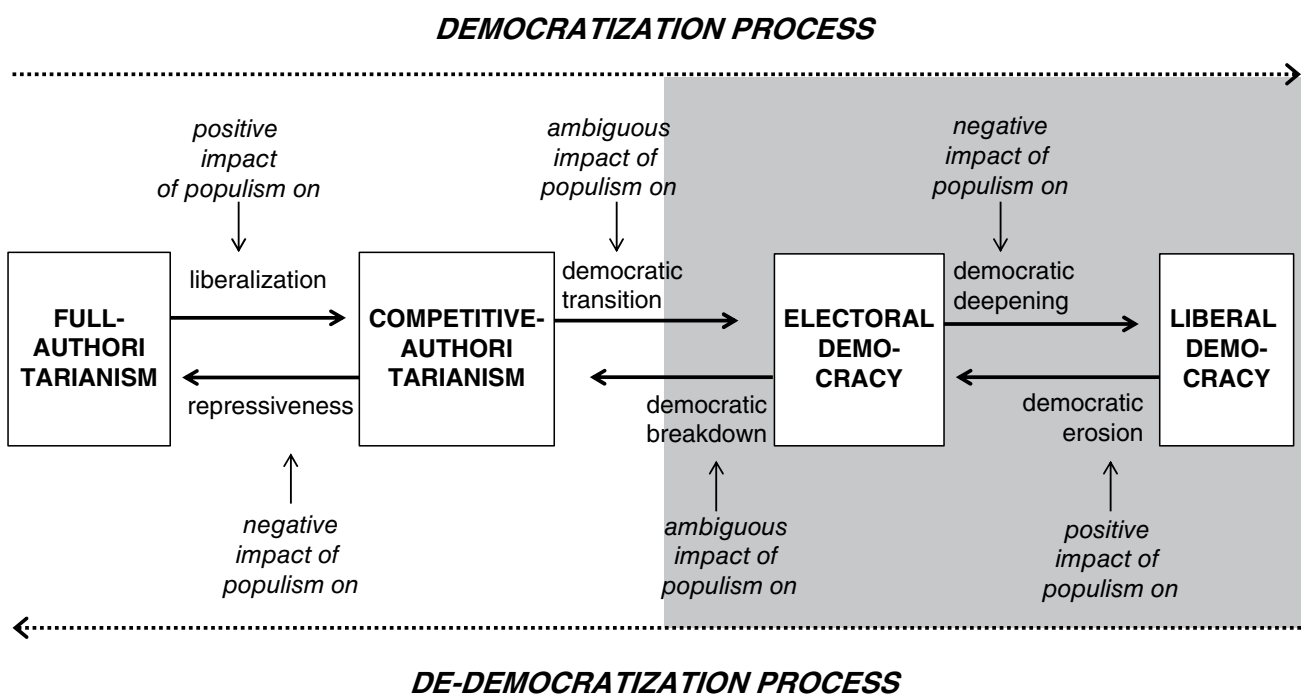 DEMOCRATIZATION PROCESS
positive
impact
of populism on
ambiguous
impact of
populism on
negative
impact of
populism on
liberalization
democratic
transition
democratic
deepening
FULL-
AUTHORI
TARIANISM
COMPETITIVE-
AUTHORI
TARIANISM
ELECTORAL
DEMO-
CRACY
LIBERAL
DEMO-
CRACY
repressiveness
democratic
breakdown
democratic
erosion
negative
impact of
populism on
ambiguous
impact of
populism on
positive
impact of
populism on
DE-DEMOCRATIZATION PROCESS